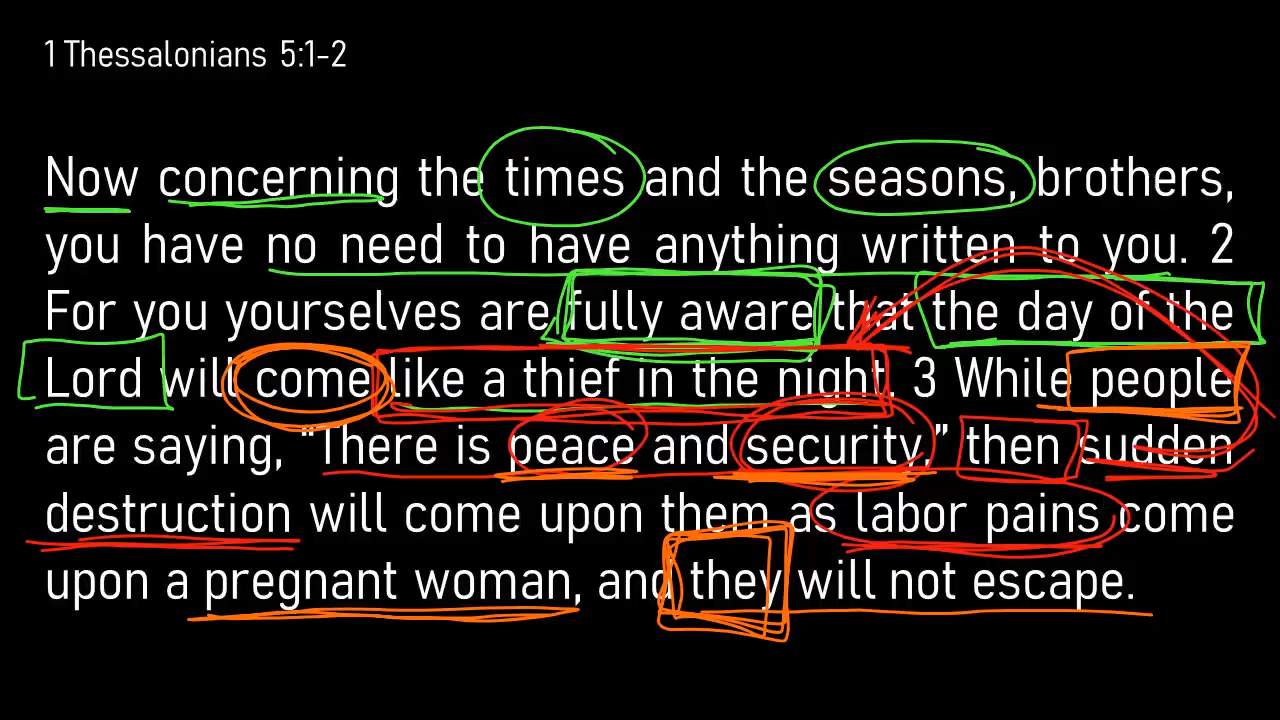 1 Thessalonians 5:1-2
Now concerning the times and the seasons, brothers,
you have no need to have anything written to you. 2
For you yourselves are fully aware that the day of the
Lord will come like a thief in the night. 3 While people
are saying, “There is peace and security,” then sudden
destruction will come upon them as labor pains come
upon a pregnant woman, and they will not escape.